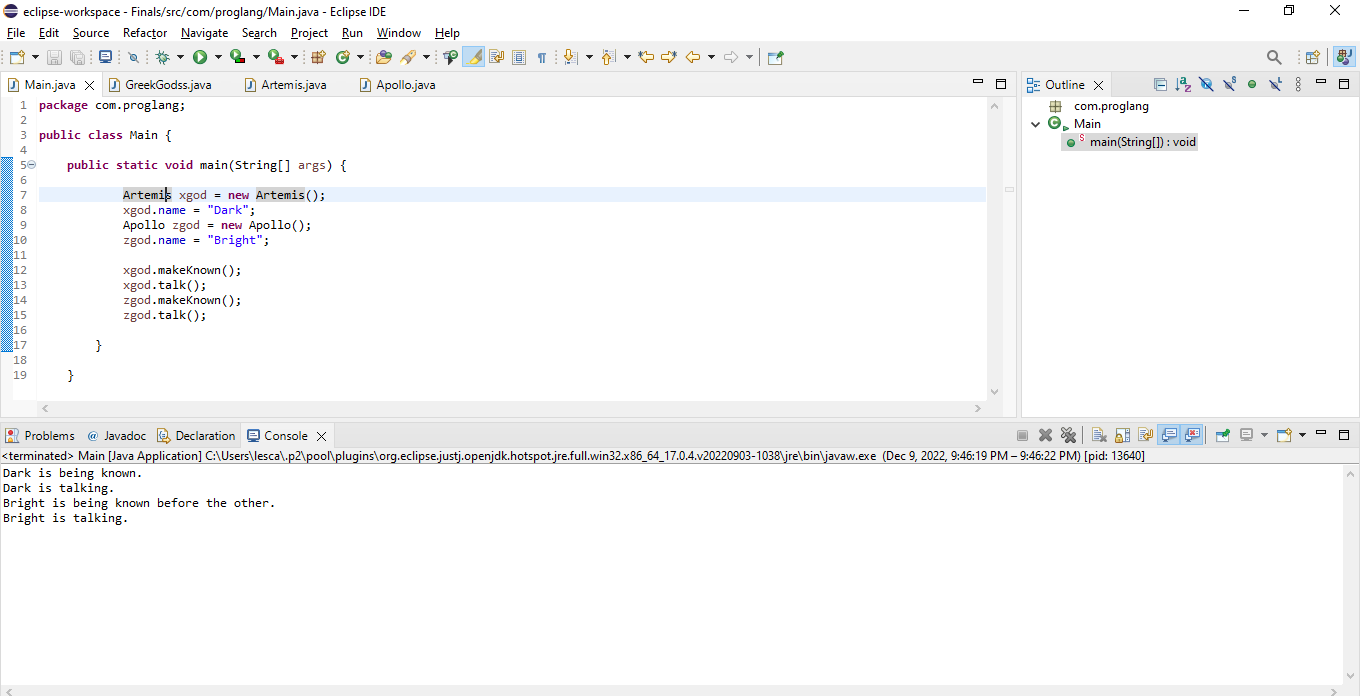 eclipse-workspace - Finals/src/com/proglang/Main.java - Eclipse IDE
File Edit Source Refactor Navigate Search Project Run Window Help
Main.java GreekGodss.java Artemis.java Apollo.java
1 package com.proglang;
2
3 public class Main {
4
5 public static void main(String[] args) {
6
7 Artemis xgod = new Artemis();
8 xgod.name = "Dark";
9 Apollo zgod = new Apollo();
10 zgod.name = "Bright";
11
12 xgod.makeKnown();
13 xgod.talk();
14 zgod.makeKnown();
15 zgod.talk();
16
17 }
18
19 }
Outline
com.proglang
Main
main(String[]) : void
Problems Javadoc Declaration Console
<terminated> Main [Java Application] C:\Users\lesca\.p2\pool\plugins\org.eclipse.justj.openjdk.hotspot.jre.full.win32.x86_64_17.0.4.v20220903-1038\jre\bin\javaw.exe (Dec 9, 2022, 9:46:19 PM – 9:46:22 PM) [pid: 13640]
Dark is being known.
Dark is talking.
Bright is being known before the other.
Bright is talking.